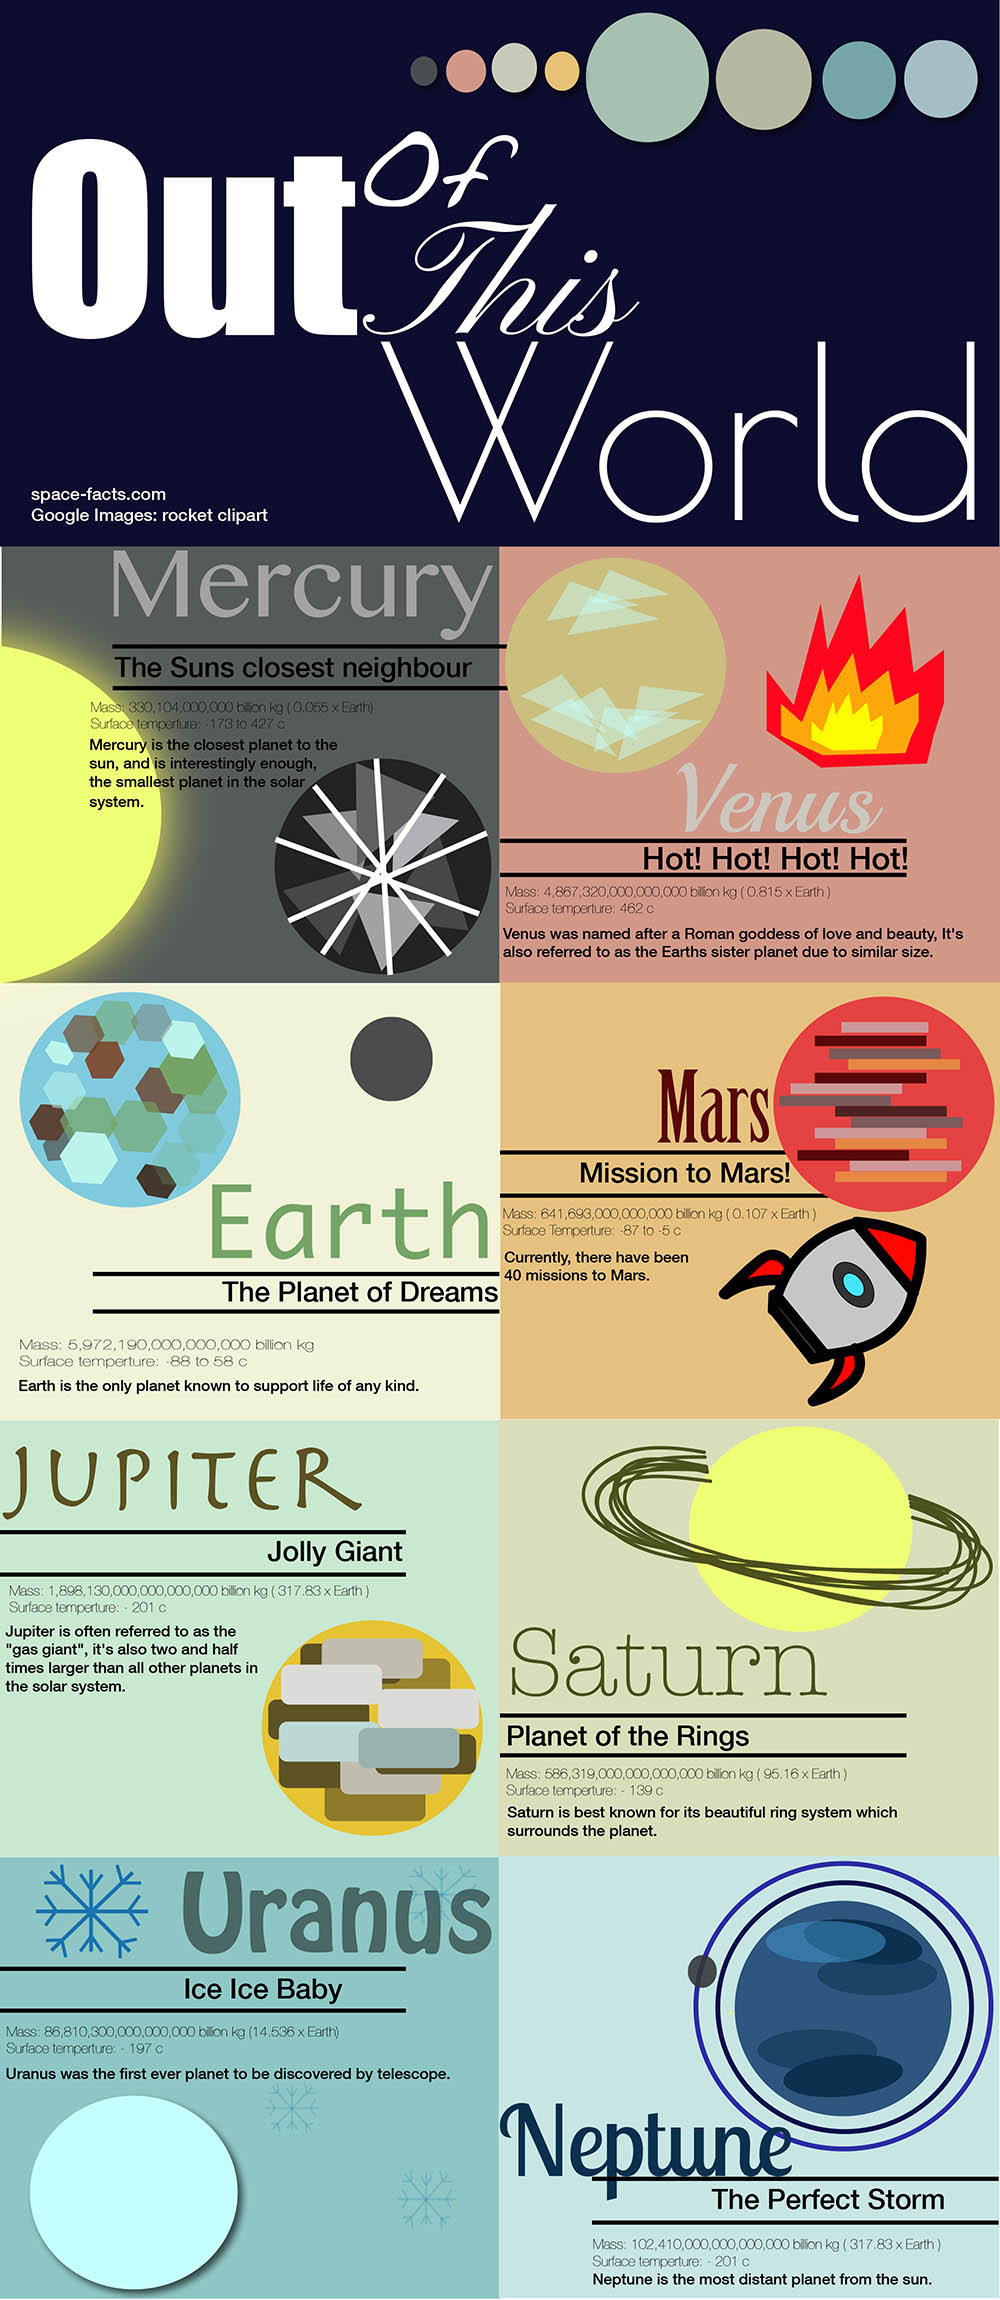 Out Of
This
World
space-facts.com
Google Images: rocket clipart
Mercury
The Suns closest neighbour
Mass: 330,104,000,000 billion kg ( 0.055 x Earth)
Surface temperture: -173 to 427 c
Mercury is the closest planet to the
sun, and is interestingly enough,
the smallest planet in the solar
system.
Venus
Hot! Hot! Hot! Hot!
Mass: 4,867,320,000,000,000 billion kg ( 0.815 x Earth )
Surface temperture: 462 c
Venus was named after a Roman goddess of love and beauty, It's
also referred to as the Earths sister planet due to similar size.
Earth
The Planet of Dreams
Mass: 5,972,190,000,000,000 billion kg
Surface temperture: -88 to 58 c
Earth is the only planet known to support life of any kind.
Mars
Mission to Mars!
Mass: 641,693,000,000,000 billion kg ( 0.107 x Earth )
Surface Temperture: -87 to -5 c
Currently, there have been
40 missions to Mars.
JUPITER
Jolly Giant
Mass: 1,898,130,000,000,000,000 billion kg ( 317.83 x Earth )
Surface temperture: - 201 c
Jupiter is often referred to as the
"gas giant", it's also two and half
times larger than all other planets in
the solar system.
Saturn
Planet of the Rings
Mass: 586,319,000,000,000,000 billion kg ( 95.16 x Earth )
Surface temperture: - 139 c
Saturn is best known for its beautiful ring system which
surrounds the planet.
Uranus
Ice Ice Baby
Mass: 86,810,300,000,000,000 billion kg (14.536 x Earth)
Surface temperture: - 197 c
Uranus was the first ever planet to be discovered by telescope.
Neptune
The Perfect Storm
Mass: 102,410,000,000,000,000 billion kg ( 317.83 x Earth )
Surface temperture: - 201 c
Neptune is the most distant planet from the sun.